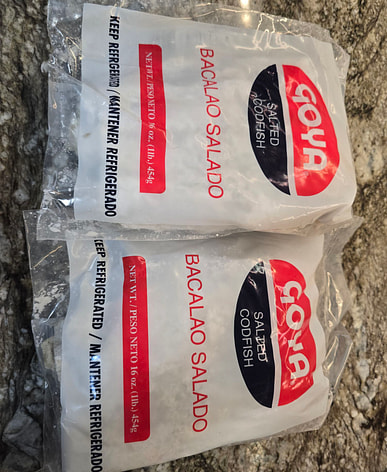 GOYA
SALTED
CODFISH
BACALAO SALADO
NET WT. / PESO NETO 16 oz. (1lb.) 454g
KEEP REFRIGERATED / MANTENER REFRIGERADO
GOYA
SALTED
CODFISH
BACALAO SALADO
NET WT. / PESO NETO 16 oz. (1lb.) 454g
KEEP REFRIGERATED / MANTENER REFRIGERADO